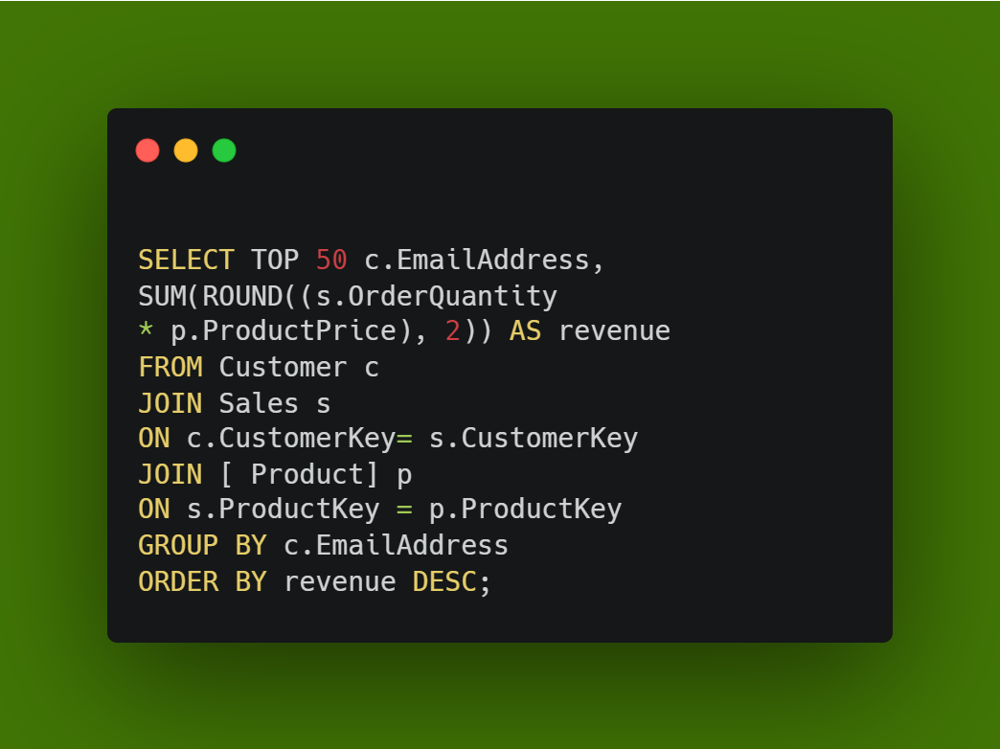 SELECT TOP 50 c.EmailAddress,
SUM(ROUND((s.OrderQuantity
* p.ProductPrice), 2)) AS revenue
FROM Customer c
JOIN Sales s
ON c.CustomerKey= s.CustomerKey
JOIN [ Product] p
ON s.ProductKey = p.ProductKey
GROUP BY c.EmailAddress
ORDER BY revenue DESC;